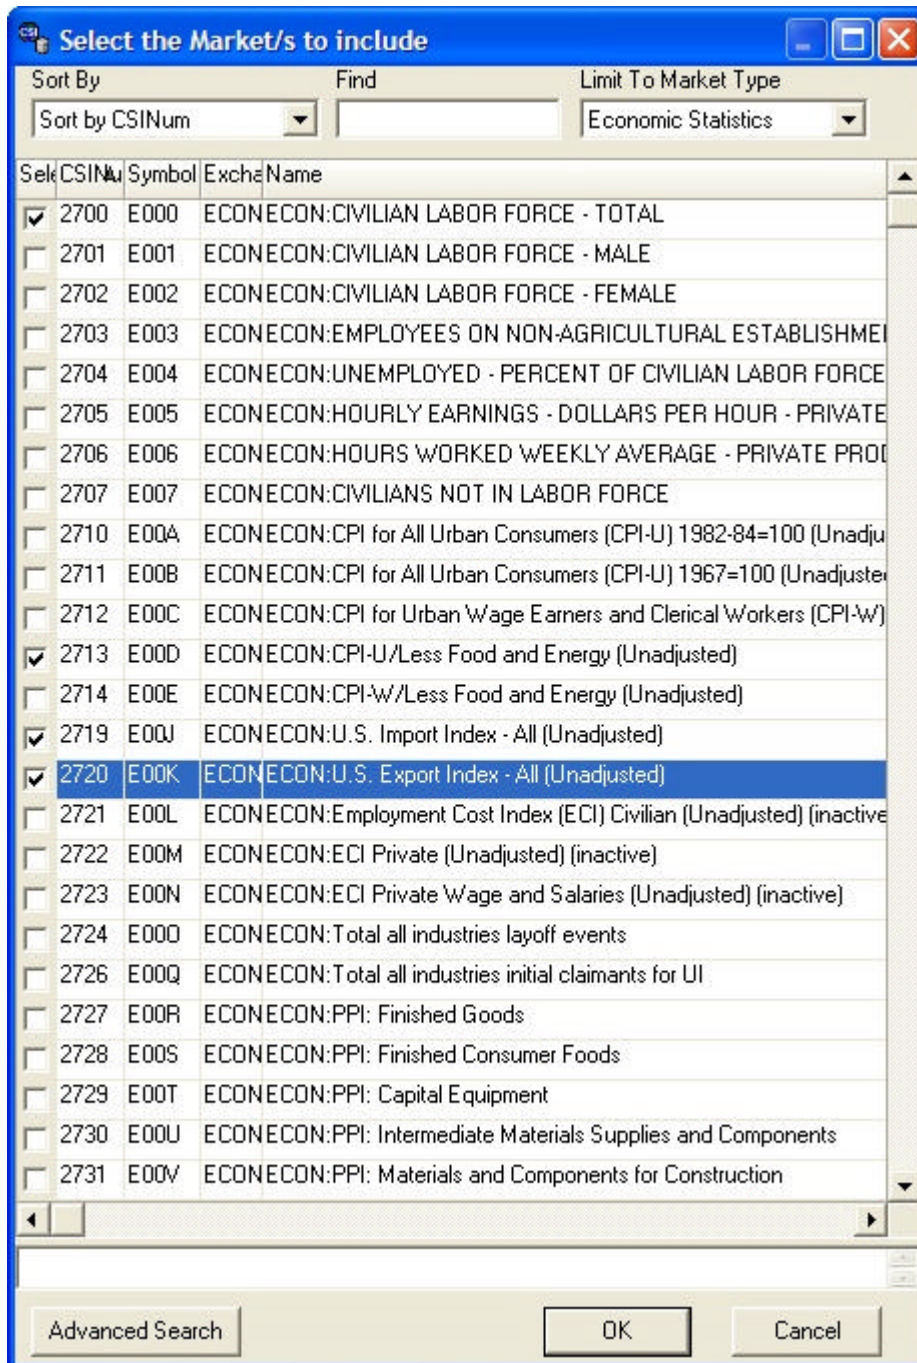 CSI Select the Market/s to include
Sort By Find Limit To Market Type
Sort by CSINum Economic Statistics
Sele CSINu Symbol Excha Name
2700 E000 ECON ECON:CIVILIAN LABOR FORCE - TOTAL
2701 E001 ECON ECON:CIVILIAN LABOR FORCE - MALE
2702 E002 ECON ECON:CIVILIAN LABOR FORCE - FEMALE
2703 E003 ECON ECON:EMPLOYEES ON NON-AGRICULTURAL ESTABLISHME
2704 E004 ECON ECON:UNEMPLOYED - PERCENT OF CIVILIAN LABOR FORCE
2705 E005 ECON ECON:HOURLY EARNINGS - DOLLARS PER HOUR - PRIVATE
2706 E006 ECON ECON:HOURS WORKED WEEKLY AVERAGE - PRIVATE PROD
2707 E007 ECON ECON:CIVILIANS NOT IN LABOR FORCE
2710 E00A ECON ECON:CPI for All Urban Consumers (CPI-U) 1982-84=100 (Unadju
2711 E00B ECON ECON:CPI for All Urban Consumers (CPI-U) 1967=100 (Unadjuste
2712 E00C ECON ECON:CPI for Urban Wage Earners and Clerical Workers (CPI-W)
2713 E00D ECON ECON:CPI-U/Less Food and Energy (Unadjusted)
2714 E00E ECON ECON:CPI-W/Less Food and Energy (Unadjusted)
2719 E00J ECON ECON:U.S. Import Index - All (Unadjusted)
2720 E00K ECON ECON:U.S. Export Index - All (Unadjusted)
2721 E00L ECON ECON:Employment Cost Index (ECI) Civilian (Unadjusted) (inactive
2722 E00M ECON ECON:ECI Private (Unadjusted) (inactive)
2723 E00N ECON ECON:ECI Private Wage and Salaries (Unadjusted) (inactive)
2724 E00O ECON ECON:Total all industries layoff events
2726 E00Q ECON ECON:Total all industries initial claimants for UI
2727 E00R ECON ECON:PPI: Finished Goods
2728 E00S ECON ECON:PPI: Finished Consumer Foods
2729 E00T ECON ECON:PPI: Capital Equipment
2730 E00U ECON ECON:PPI: Intermediate Materials Supplies and Components
2731 E00V ECON ECON:PPI: Materials and Components for Construction
Advanced Search OK Cancel